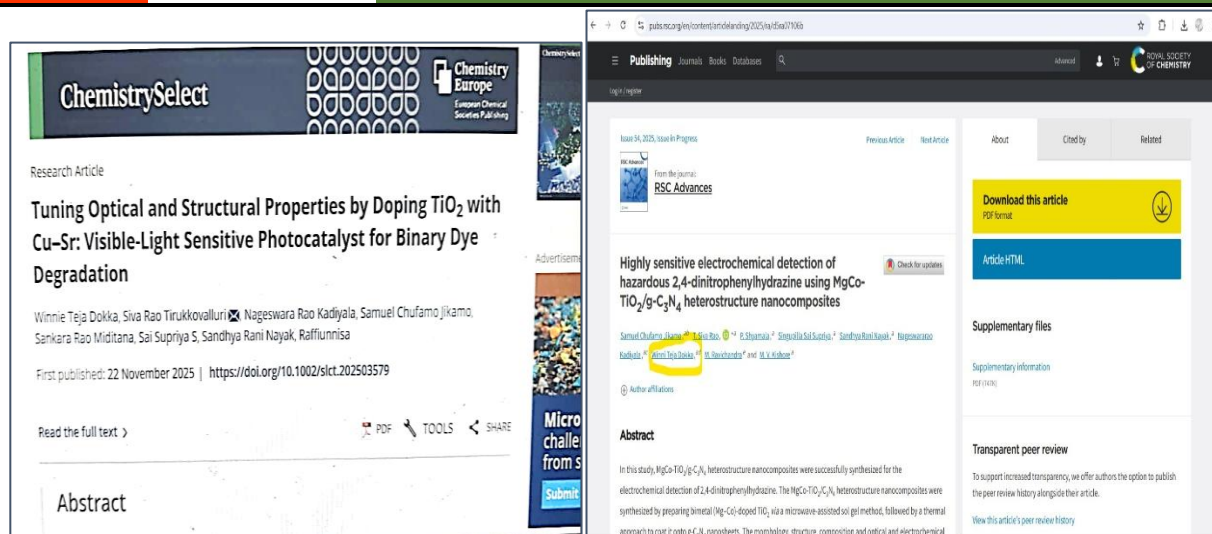 ChemistrySelect
Chemistry
Europe
European Chemical
Societies Publishing
Research Article
Tuning Optical and Structural Properties by Doping TiO₂ with
Cu–Sr: Visible-Light Sensitive Photocatalyst for Binary Dye
Degradation
Winnie Teja Dokka, Siva Rao Tirukkovalluri, Nageswara Rao Kadiyala, Samuel Chufamo Jikamo,
Sankara Rao Miditana, Sai Supriya S, Sandhya Rani Nayak, Raffiunnisa
First published: 22 November 2025 | https://doi.org/10.1002/slct.202503579
Read the full text >
PDF TOOLS SHARE
Abstract
ChemistrySelect
Advertiseme
Micro
challe
from s
Submit
pubs.rsc.org/en/content/articlelanding/2025/ra/d5ra07106b
Publishing Journals Books Databases
Advanced
ROYAL SOCIETY
OF CHEMISTRY
Log in / register
Issue 54, 2025, Issue in Progress
Previous Article Next Article
From the journal:
RSC Advances
Highly sensitive electrochemical detection of
hazardous 2,4-dinitrophenylhydrazine using MgCo-
TiO₂/g-C₃N₄ heterostructure nanocomposites
Check for updates
Samuel Chufamo Jikamo, T. Siva Rao, P. Shyamala, Singupilla Sai Supriya, Sandhya Rani Nayak, Nageswararao
Kadiyala, Winni Teja Dokka, M. Ravichandra and M. V. Kishore
Author affiliations
Abstract
In this study, MgCo-TiO₂/g-C₃N₄ heterostructure nanocomposites were successfully synthesized for the
electrochemical detection of 2,4-dinitrophenylhydrazine. The MgCo-TiO₂/C₃N₄ heterostructure nanocomposites were
synthesized by preparing bimetal (Mg–Co)-doped TiO₂ via a microwave-assisted sol gel method, followed by a thermal
approach to coat it onto g-C₃N₄ nanosheets. The morphology, structure, composition and optical and electrochemical
About Cited by Related
Download this article
PDF format
Article HTML
Supplementary files
Supplementary information
PDF (741K)
Transparent peer review
To support increased transparency, we offer authors the option to publish
the peer review history alongside their article.
View this article's peer review history